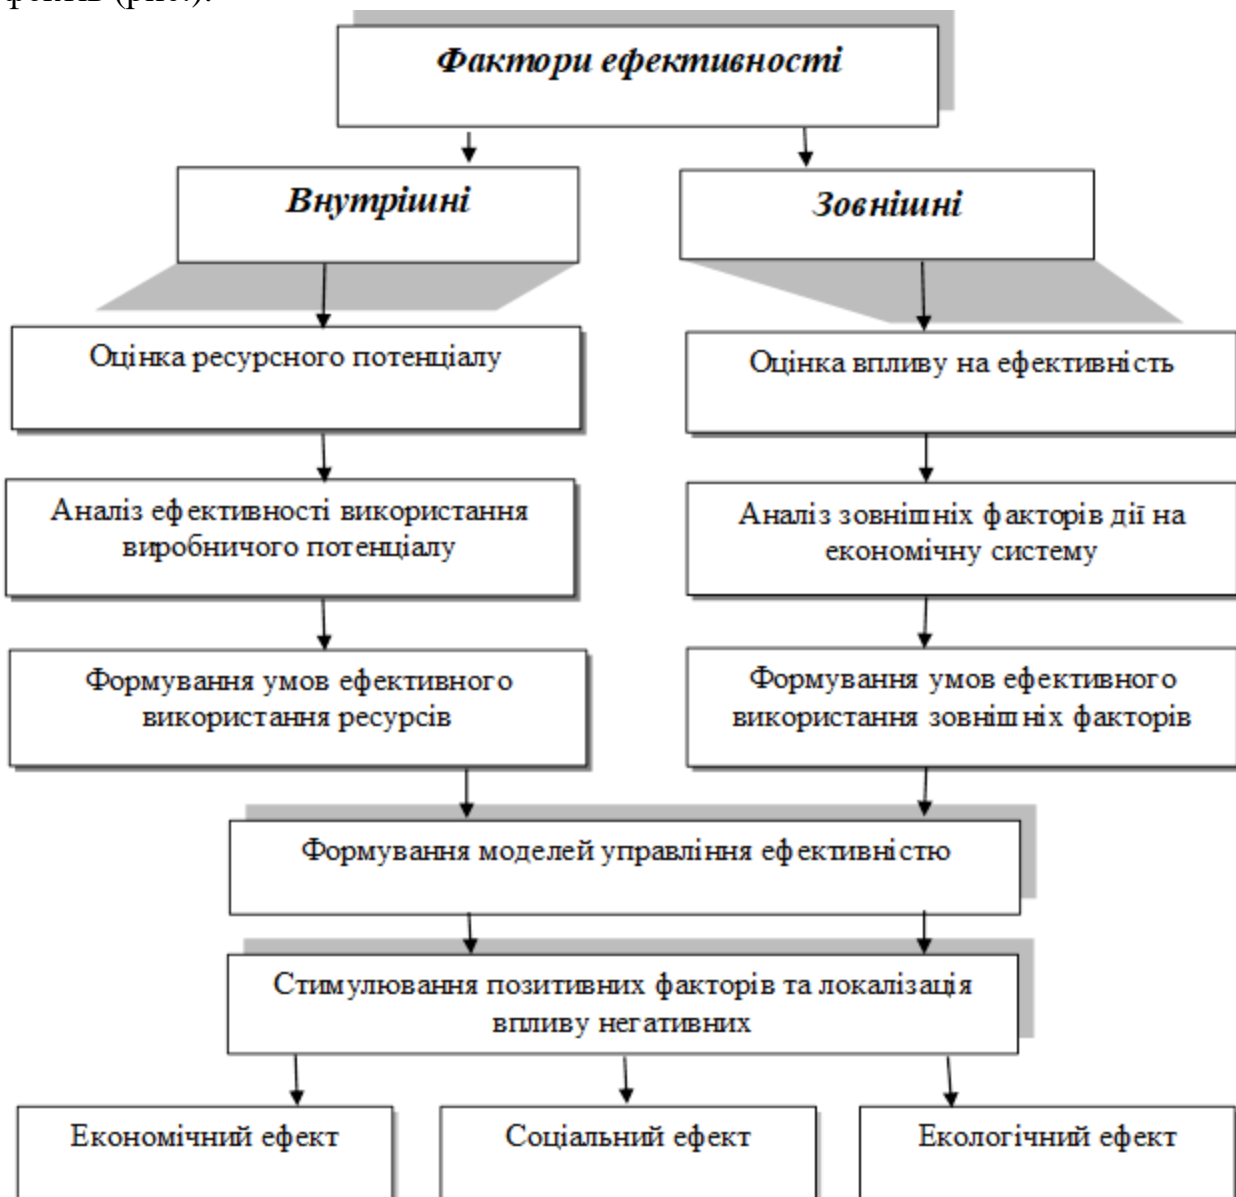 Фактори ефективності
Внутрішні
Зовнішні
Оцінка ресурсного потенціалу
Оцінка впливу на ефективність
Аналіз ефективності використання
виробничого потенціалу
Аналіз зовнішніх факторів дії на
економічну систему
Формування умов ефективного
використання ресурсів
Формування умов ефективного
використання зовнішніх факторів
Формування моделей управління ефективністю
Стимулювання позитивних факторів та локалізація
впливу негативних
Економічний ефект
Соціальний ефект
Екологічний ефект